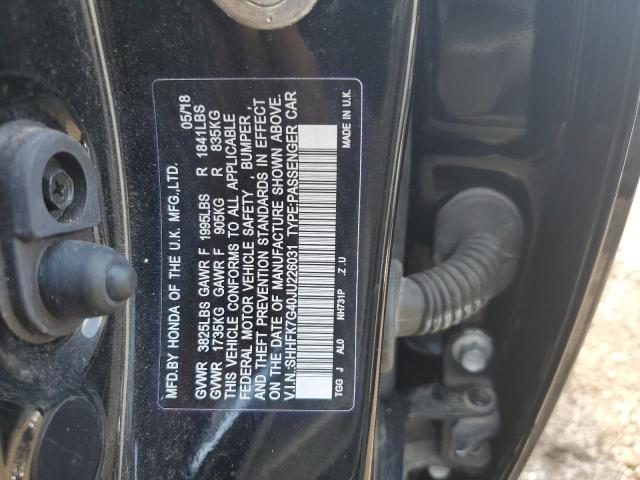 MFD.BY HONDA OF THE U.K. MFG.,LTD. 05/18
GVWR 3825LBS GAWR F 1995LBS R 1841LBS
GVWR 1735KG GAWR F 905KG R 835KG
THIS VEHICLE CONFORMS TO ALL APPLICABLE
FEDERAL MOTOR VEHICLE SAFETY , BUMPER ,
AND THEFT PREVENTION STANDARDS IN EFFECT
ON THE DATE OF MANUFACTURE SHOWN ABOVE.
V.I.N:SHHFK7G40JU226031 TYPE:PASSENGER CAR
TGG J AL0 NH731P .Z .U MADE IN U.K.